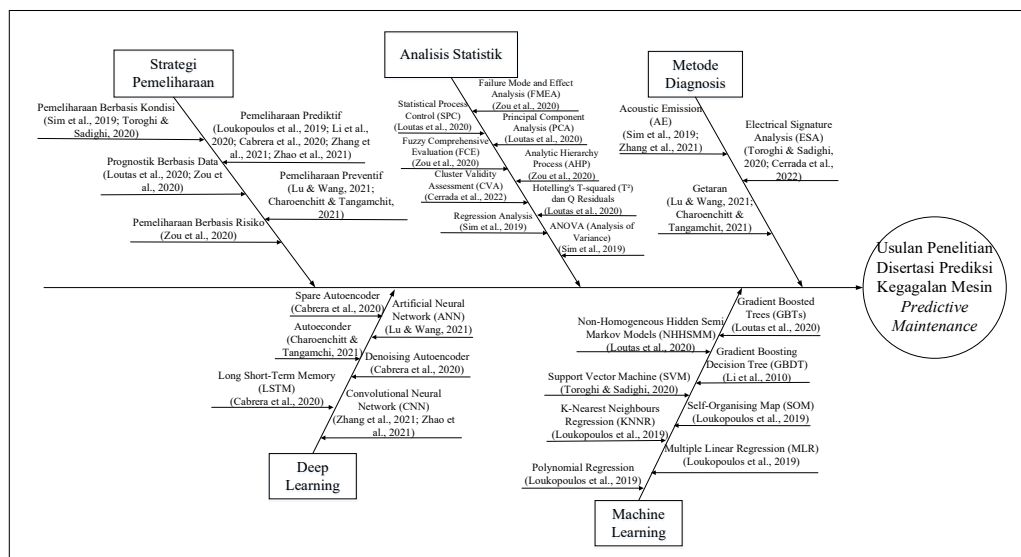 Strategi
Pemeliharaan
Pemeliharaan Berbasis Kondisi
(Sim et al., 2019; Toroghi &
Sadighi, 2020)
Pemeliharaan Prediktif
(Loukopoulos et al., 2019; Li et al.,
2020; Cabrera et al., 2020; Zhang
et al., 2021; Zhao et al., 2021)
Prognostik Berbasis Data
(Loutas et al., 2020; Zou et
al., 2020)
Pemeliharaan Preventif
(Lu & Wang, 2021;
Charoenchitt & Tangamchit,
2021)
Pemeliharaan Berbasis Risiko
(Zou et al., 2020)
Analisis Statistik
Failure Mode and Effect
Analysis (FMEA)
(Zou et al., 2020)
Statistical Process
Control (SPC)
(Loutas et al., 2020)
Principal Component
Analysis (PCA)
(Loutas et al., 2020)
Fuzzy Comprehensive
Evaluation (FCE)
(Zou et al., 2020)
Analytic Hierarchy
Process (AHP)
(Zou et al., 2020)
Cluster Validity
Assessment (CVA)
(Cerrada et al., 2022)
Hotelling's T-squared (T²)
dan Q Residuals
(Loutas et al., 2020)
Regression Analysis
(Sim et al., 2019)
ANOVA (Analysis of
Variance)
(Sim et al., 2019)
Metode
Diagnosis
Acoustic Emission
(AE)
(Sim et al., 2019;
Zhang et al., 2021)
Electrical Signature
Analysis (ESA)
(Toroghi & Sadighi,
2020; Cerrada et al.,
2022)
Getaran
(Lu & Wang, 2021;
Charoenchitt &
Tangamchit, 2021)
Usulan Penelitian
Disertasi Prediksi
Kegagalan Mesin
Predictive
Maintenance
Spare Autoencoder
(Cabrera et al., 2020)
Artificial Neural
Network (ANN)
(Lu & Wang, 2021)
Autoeconder
(Charoenchitt &
Tangamchi, 2021)
Denoising Autoencoder
(Cabrera et al., 2020)
Long Short-Term Memory
(LSTM)
(Cabrera et al., 2020)
Convolutional Neural
Network (CNN)
(Zhang et al., 2021; Zhao et
al., 2021)
Deep
Learning
Gradient Boosted
Trees (GBTs)
(Loutas et al., 2020)
Non-Homogeneous Hidden Semi
Markov Models (NHHSMM)
(Loutas et al., 2020)
Gradient Boosting
Decision Tree (GBDT)
(Li et al., 2010)
Support Vector Machine (SVM)
(Toroghi & Sadighi, 2020)
Self-Organising Map (SOM)
(Loukopoulos et al., 2019)
K-Nearest Neighbours
Regression (KNNR)
(Loukopoulos et al., 2019)
Multiple Linear Regression (MLR)
(Loukopoulos et al., 2019)
Polynomial Regression
(Loukopoulos et al., 2019)
Machine
Learning